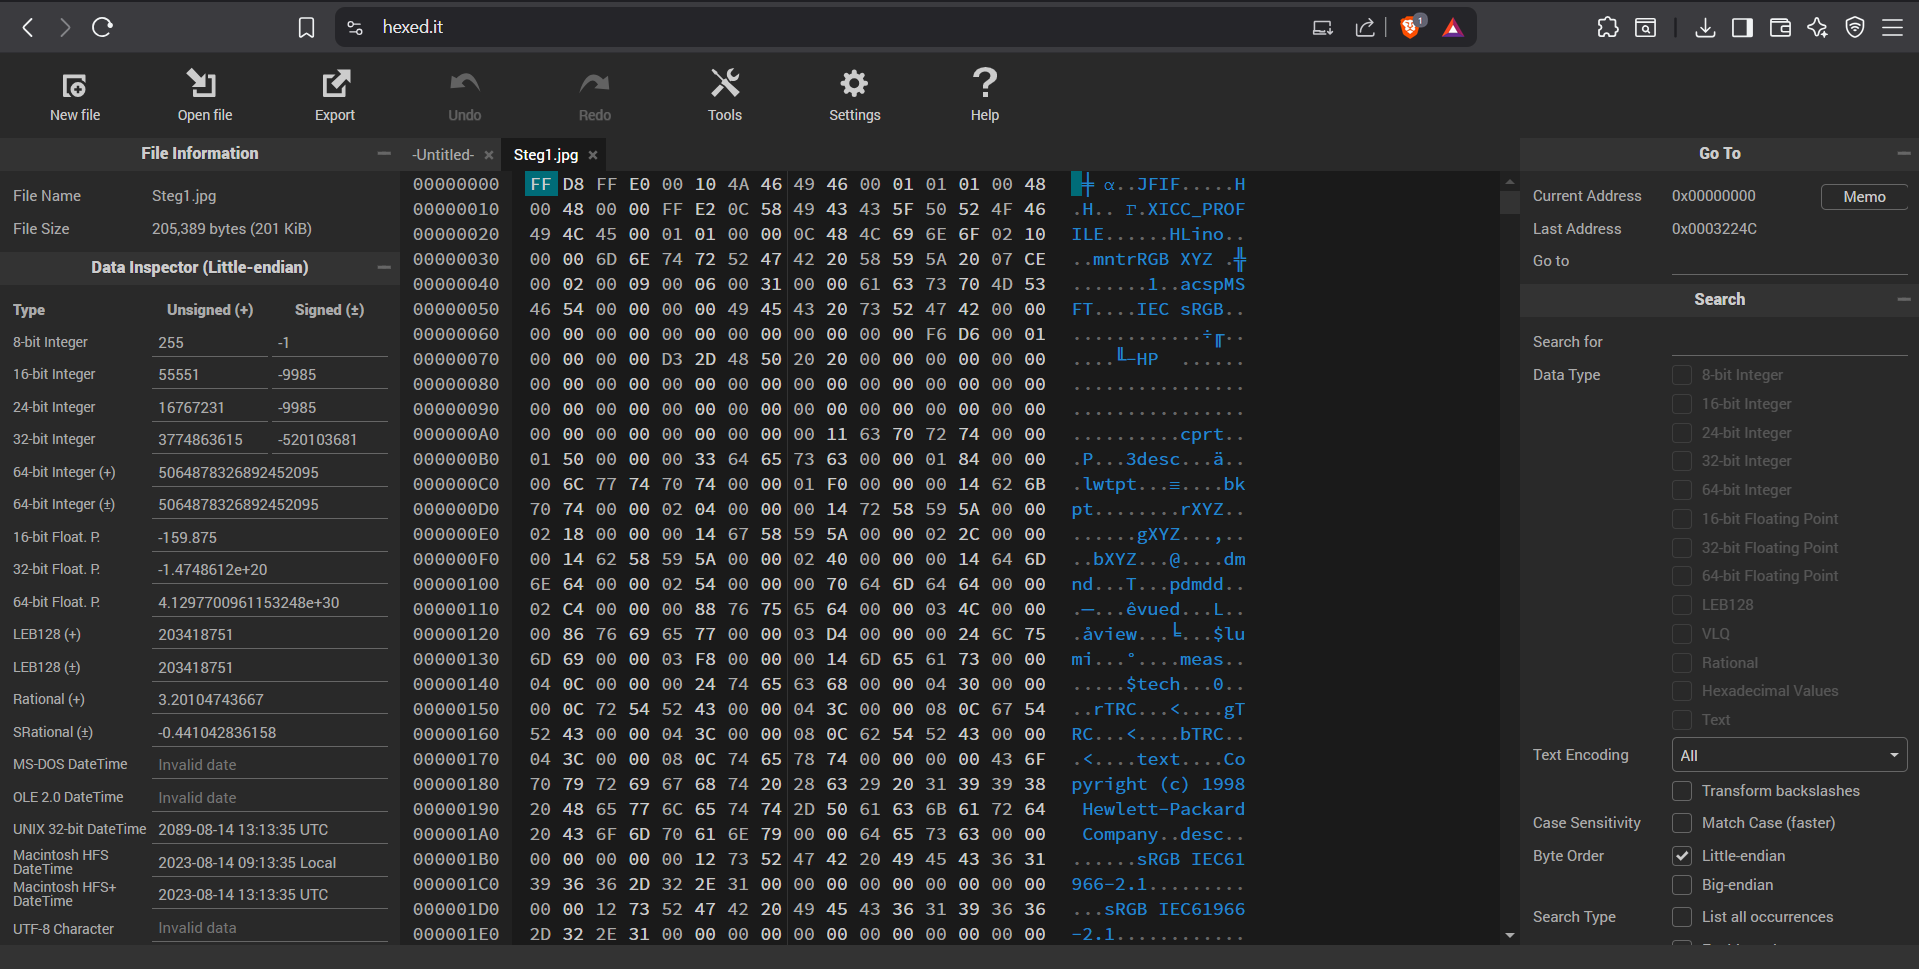 hexed.it
1
New file
Open file
Export
Undo
Redo
Tools
Settings
Help
File Information
File Name Steg1.jpg
File Size 205,389 bytes (201 KiB)
Data Inspector (Little-endian)
Type Unsigned (+) Signed (±)
8-bit Integer 255 -1
16-bit Integer 55551 -9985
24-bit Integer 16767231 -9985
32-bit Integer 3774863615 -520103681
64-bit Integer (+) 5064878326892452095
64-bit Integer (±) 5064878326892452095
16-bit Float. P. -159.875
32-bit Float. P. -1.4748612e+20
64-bit Float. P. 4.1297700961153248e+30
LEB128 (+) 203418751
LEB128 (±) 203418751
Rational (+) 3.20104743667
SRational (±) -0.441042836158
MS-DOS DateTime Invalid date
OLE 2.0 DateTime Invalid date
UNIX 32-bit DateTime 2089-08-14 13:13:35 UTC
Macintosh HFS
DateTime 2023-08-14 09:13:35 Local
Macintosh HFS+
DateTime 2023-08-14 13:13:35 UTC
UTF-8 Character Invalid data
-Untitled- × Steg1.jpg ×
00000000 FF D8 FF E0 00 10 4A 46 49 46 00 01 01 01 00 48 ╪ α..JFIF.....H
00000010 00 48 00 00 FF E2 0C 58 49 43 43 5F 50 52 4F 46 .H.. Γ.XICC_PROF
00000020 49 4C 45 00 01 01 00 00 0C 48 4C 69 6E 6F 02 10 ILE......HLino..
00000030 00 00 6D 6E 74 72 52 47 42 20 58 59 5A 20 07 CE ..mntrRGB XYZ .╬
00000040 00 02 00 09 00 06 00 31 00 00 61 63 73 70 4D 53 .......1..acspMS
00000050 46 54 00 00 00 00 49 45 43 20 73 52 47 42 00 00 FT....IEC sRGB..
00000060 00 00 00 00 00 00 00 00 00 00 00 00 F6 D6 00 01 ............÷╓..
00000070 00 00 00 00 D3 2D 48 50 20 20 00 00 00 00 00 00 ....╙-HP  ......
00000080 00 00 00 00 00 00 00 00 00 00 00 00 00 00 00 00 ................
00000090 00 00 00 00 00 00 00 00 00 00 00 00 00 00 00 00 ................
000000A0 00 00 00 00 00 00 00 00 00 11 63 70 72 74 00 00 ..........cprt..
000000B0 01 50 00 00 00 33 64 65 73 63 00 00 01 84 00 00 .P...3desc...ä..
000000C0 00 6C 77 74 70 74 00 00 01 F0 00 00 00 14 62 6B .lwtpt...≡....bk
000000D0 70 74 00 00 02 04 00 00 00 14 72 58 59 5A 00 00 pt........rXYZ..
000000E0 02 18 00 00 00 14 67 58 59 5A 00 00 02 2C 00 00 ......gXYZ...,..
000000F0 00 14 62 58 59 5A 00 00 02 40 00 00 00 14 64 6D ..bXYZ...@....dm
00000100 6E 64 00 00 02 54 00 00 00 70 64 6D 64 64 00 00 nd...T...pdmdd..
00000110 02 C4 00 00 00 88 76 75 65 64 00 00 03 4C 00 00 .─...êvued...L..
00000120 00 86 76 69 65 77 00 00 03 D4 00 00 00 24 6C 75 .åview...╘...$lu
00000130 6D 69 00 00 03 F8 00 00 00 14 6D 65 61 73 00 00 mi...°....meas..
00000140 04 0C 00 00 00 24 74 65 63 68 00 00 04 30 00 00 .....$tech...0..
00000150 00 0C 72 54 52 43 00 00 04 3C 00 00 08 0C 67 54 ..rTRC...<....gT
00000160 52 43 00 00 04 3C 00 00 08 0C 62 54 52 43 00 00 RC...<....bTRC..
00000170 04 3C 00 00 08 0C 74 65 78 74 00 00 00 00 43 6F .<....text....Co
00000180 70 79 72 69 67 68 74 20 28 63 29 20 31 39 39 38 pyright (c) 1998
00000190 20 48 65 77 6C 65 74 74 2D 50 61 63 6B 61 72 64 Hewlett-Packard
000001A0 20 43 6F 6D 70 61 6E 79 00 00 64 65 73 63 00 00 Company..desc..
000001B0 00 00 00 00 00 12 73 52 47 42 20 49 45 43 36 31 ......sRGB IEC61
000001C0 39 36 36 2D 32 2E 31 00 00 00 00 00 00 00 00 00 966-2.1.........
000001D0 00 00 12 73 52 47 42 20 49 45 43 36 31 39 36 36 ...sRGB IEC61966
000001E0 2D 32 2E 31 00 00 00 00 00 00 00 00 00 00 00 00 -2.1............
Go To
Current Address 0x00000000 Memo
Last Address 0x0003224C
Go to
Search
Search for
Data Type 8-bit Integer
16-bit Integer
24-bit Integer
32-bit Integer
64-bit Integer
16-bit Floating Point
32-bit Floating Point
64-bit Floating Point
LEB128
VLQ
Rational
Hexadecimal Values
Text
Text Encoding All
Transform backslashes
Case Sensitivity Match Case (faster)
Byte Order Little-endian
Big-endian
Search Type List all occurrences